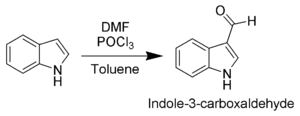 DMF
POCl3
Toluene
N
H
O
H
N
H
Indole-3-carboxaldehyde